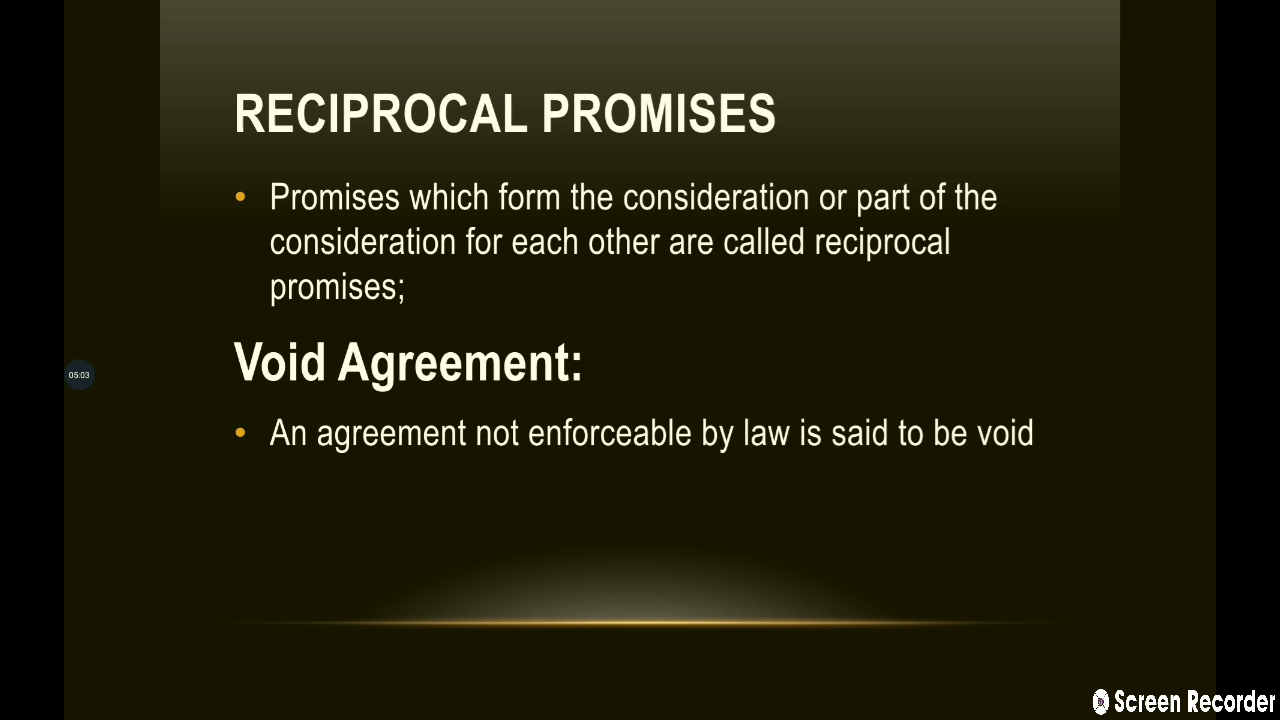 RECIPROCAL PROMISES
• Promises which form the consideration or part of the
consideration for each other are called reciprocal
promises;
Void Agreement:
• An agreement not enforceable by law is said to be void
05:03
Screen Recorder